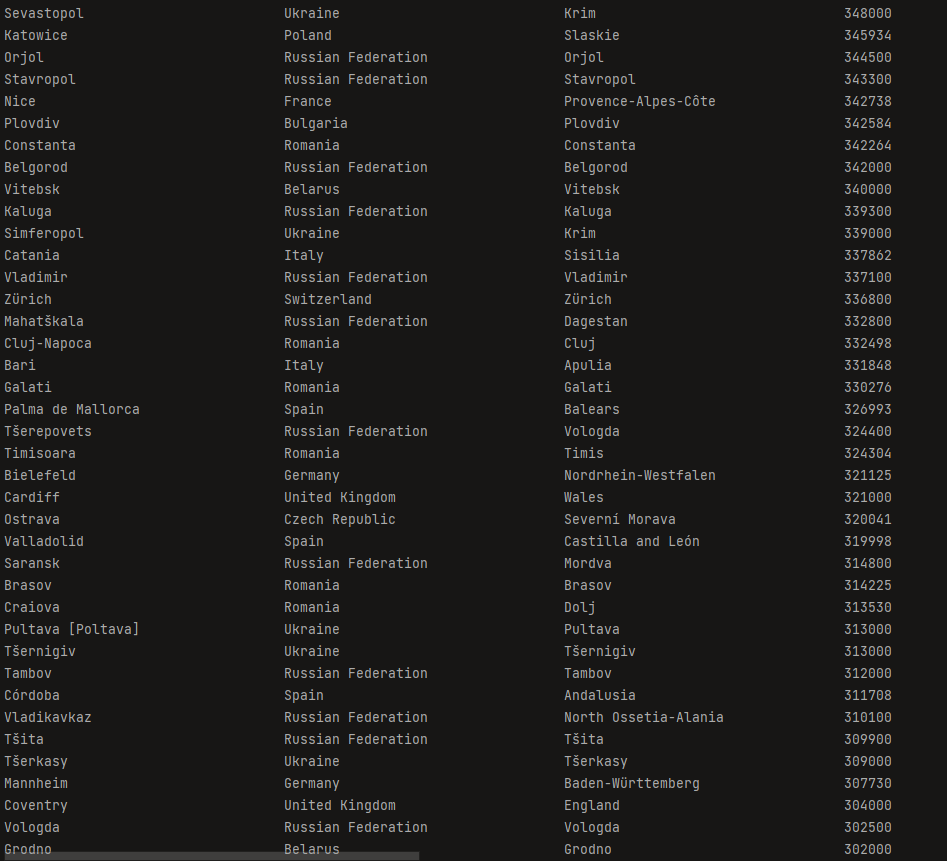 Sevastopol Ukraine Krim 348000
Katowice Poland Slaskie 345934
Orjol Russian Federation Orjol 344500
Stavropol Russian Federation Stavropol 343300
Nice France Provence-Alpes-Côte 342738
Plovdiv Bulgaria Plovdiv 342584
Constanta Romania Constanta 342264
Belgorod Russian Federation Belgorod 342000
Vitebsk Belarus Vitebsk 340000
Kaluga Russian Federation Kaluga 339300
Simferopol Ukraine Krim 339000
Catania Italy Sisilia 337862
Vladimir Russian Federation Vladimir 337100
Zürich Switzerland Zürich 336800
Mahatškala Russian Federation Dagestan 332800
Cluj-Napoca Romania Cluj 332498
Bari Italy Apulia 331848
Galati Romania Galati 330276
Palma de Mallorca Spain Balears 326993
Tšerepovets Russian Federation Vologda 324400
Timisoara Romania Timis 324304
Bielefeld Germany Nordrhein-Westfalen 321125
Cardiff United Kingdom Wales 321000
Ostrava Czech Republic Severní Morava 320041
Valladolid Spain Castilla and León 319998
Saransk Russian Federation Mordva 314800
Brasov Romania Brasov 314225
Craiova Romania Dolj 313530
Pultava [Poltava] Ukraine Pultava 313000
Tšernigiv Ukraine Tšernigiv 313000
Tambov Russian Federation Tambov 312000
Córdoba Spain Andalusia 311708
Vladikavkaz Russian Federation North Ossetia-Alania 310100
Tšita Russian Federation Tšita 309900
Tšerkasy Ukraine Tšerkasy 309000
Mannheim Germany Baden-Württemberg 307730
Coventry United Kingdom England 304000
Vologda Russian Federation Vologda 302500
Grodno Belarus Grodno 302000